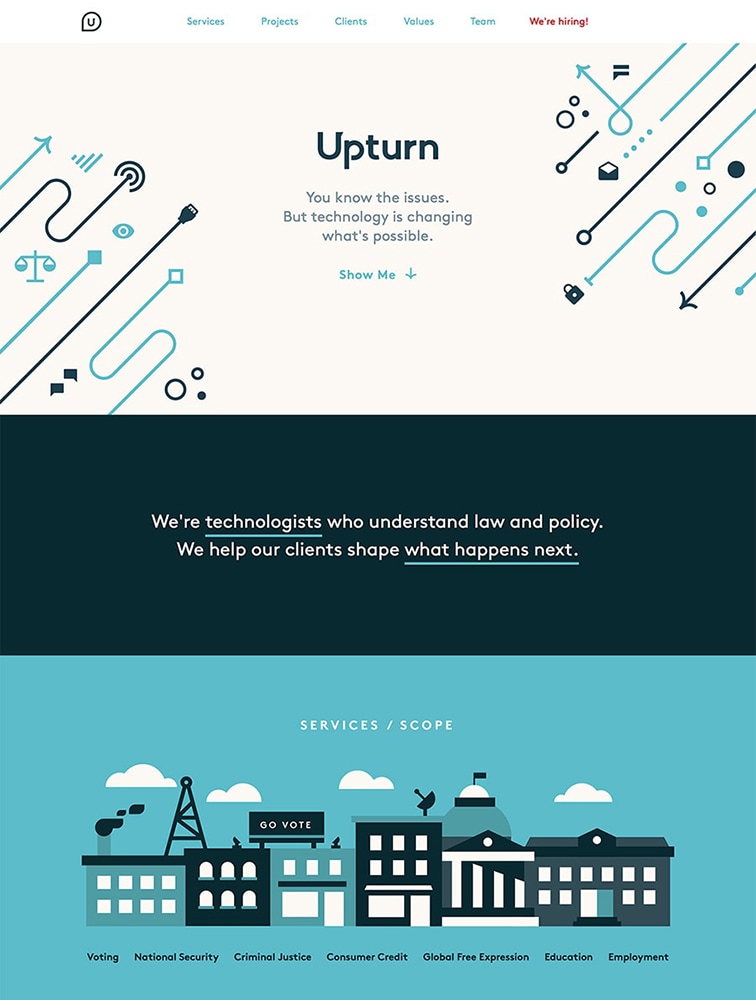 U
Services Projects Clients Values Team We're hiring!
Upturn
You know the issues.
But technology is changing
what's possible.
Show Me
We're technologists who understand law and policy.
We help our clients shape what happens next.
SERVICES / SCOPE
GO VOTE
Voting National Security Criminal Justice Consumer Credit Global Free Expression Education Employment